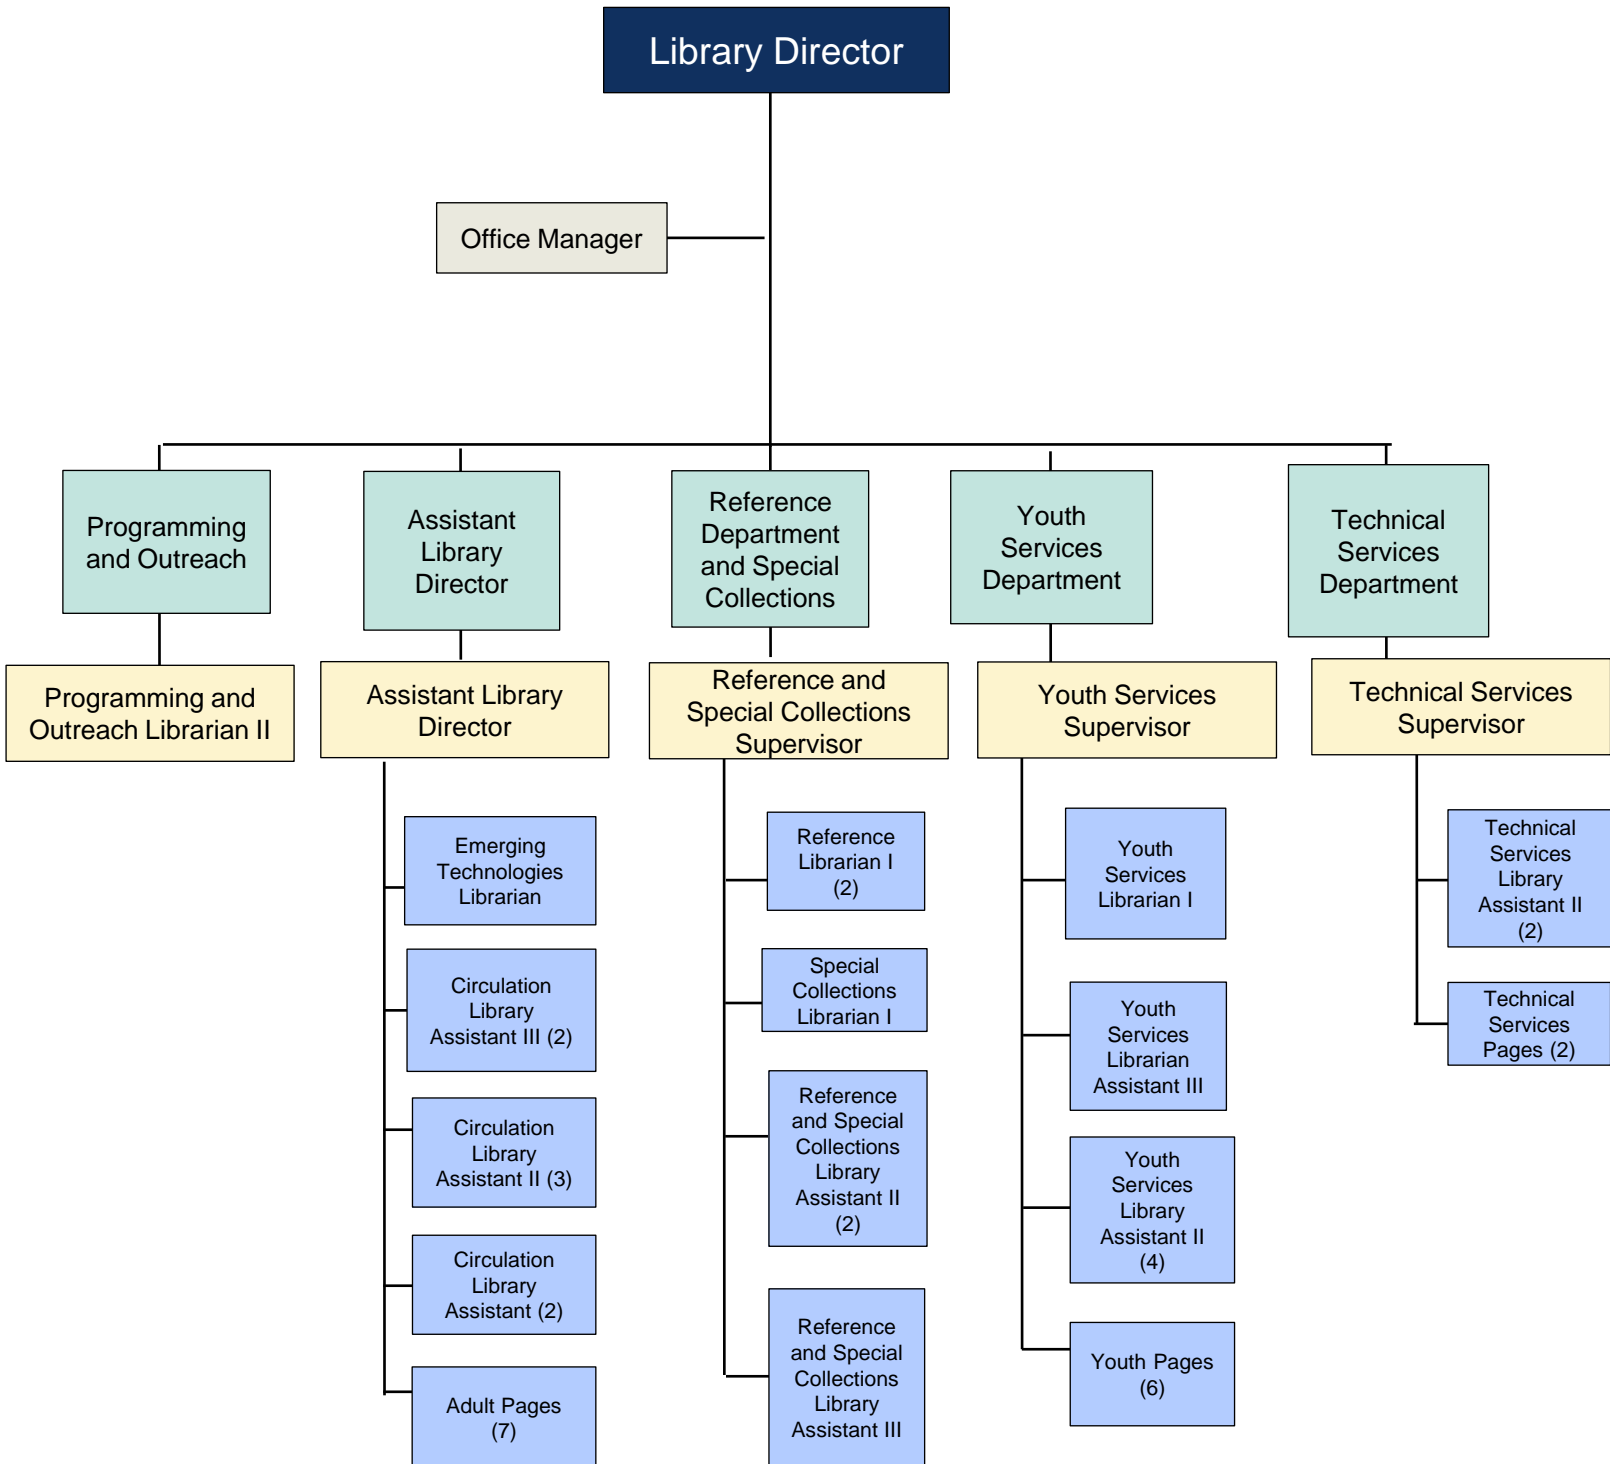 Library Director
Office Manager
Programming
and Outreach
Assistant
Library
Director
Reference
Department
and Special
Collections
Youth
Services
Department
Technical
Services
Department
Programming and
Outreach Librarian II
Assistant Library
Director
Reference and
Special Collections
Supervisor
Youth Services
Supervisor
Technical Services
Supervisor
Emerging
Technologies
Librarian
Circulation
Library
Assistant III (2)
Circulation
Library
Assistant II (3)
Circulation
Library
Assistant (2)
Adult Pages
(7)
Reference
Librarian I
(2)
Special
Collections
Librarian I
Reference
and Special
Collections
Library
Assistant II
(2)
Reference
and Special
Collections
Library
Assistant III
Youth
Services
Librarian I
Youth
Services
Librarian
Assistant III
Youth
Services
Library
Assistant II
(4)
Youth Pages
(6)
Technical
Services
Library
Assistant II
(2)
Technical
Services
Pages (2)